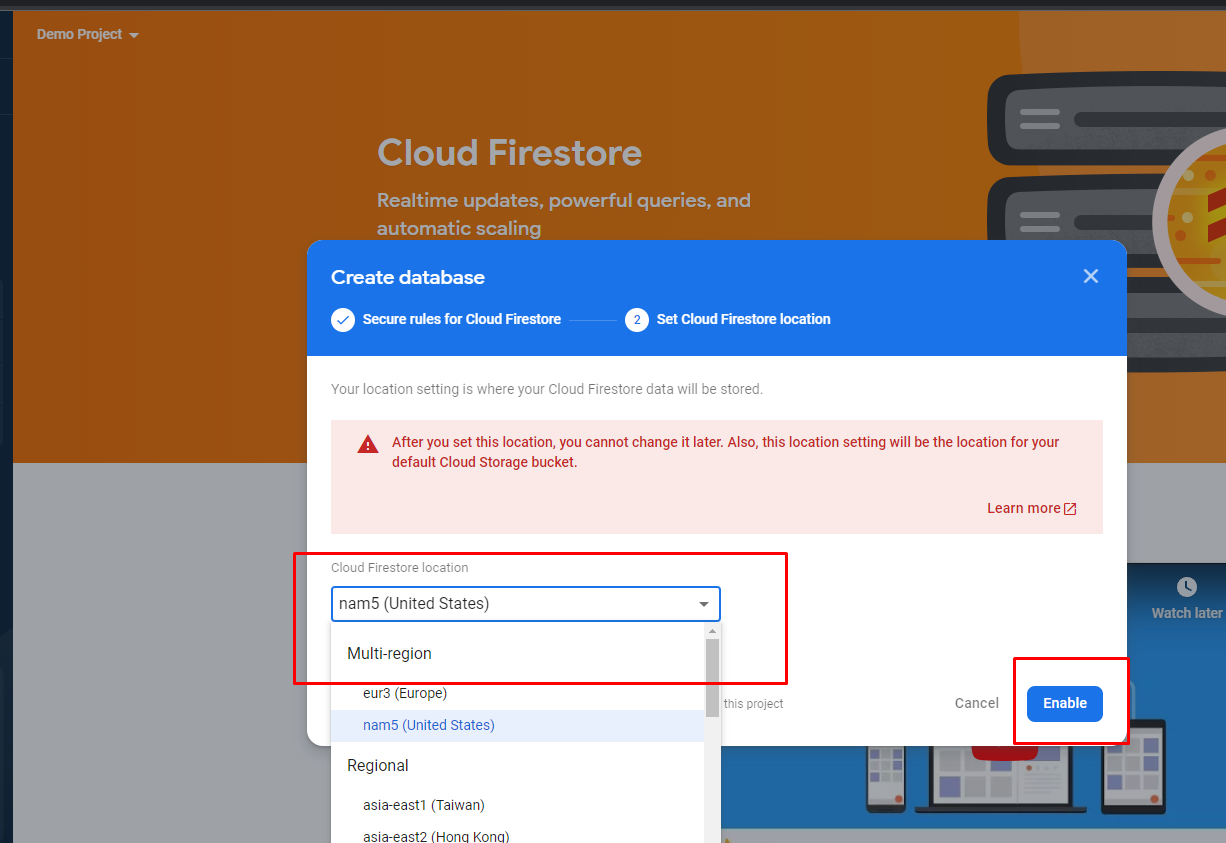 Demo Project
Cloud Firestore
Realtime updates, powerful queries, and
automatic scaling
Create database
Secure rules for Cloud Firestore
2
Set Cloud Firestore location
Your location setting is where your Cloud Firestore data will be stored.
After you set this location, you cannot change it later. Also, this location setting will be the location for your
default Cloud Storage bucket.
Learn more
Cloud Firestore location
nam5 (United States)
Multi-region
eur3 (Europe)
nam5 (United States)
Regional
asia-east1 (Taiwan)
asia-east2 (Hong Kong)
this project
Cancel
Enable
Watch later